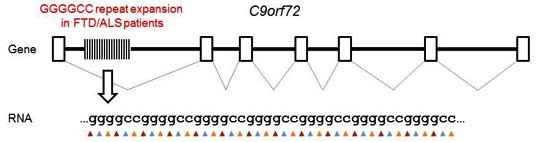 GGGGCC repeat expansion
in FTD/ALS patients
C9orf72
Gene
RNA
...ggggccggggccggggccggggccggggccggggccggggcc...